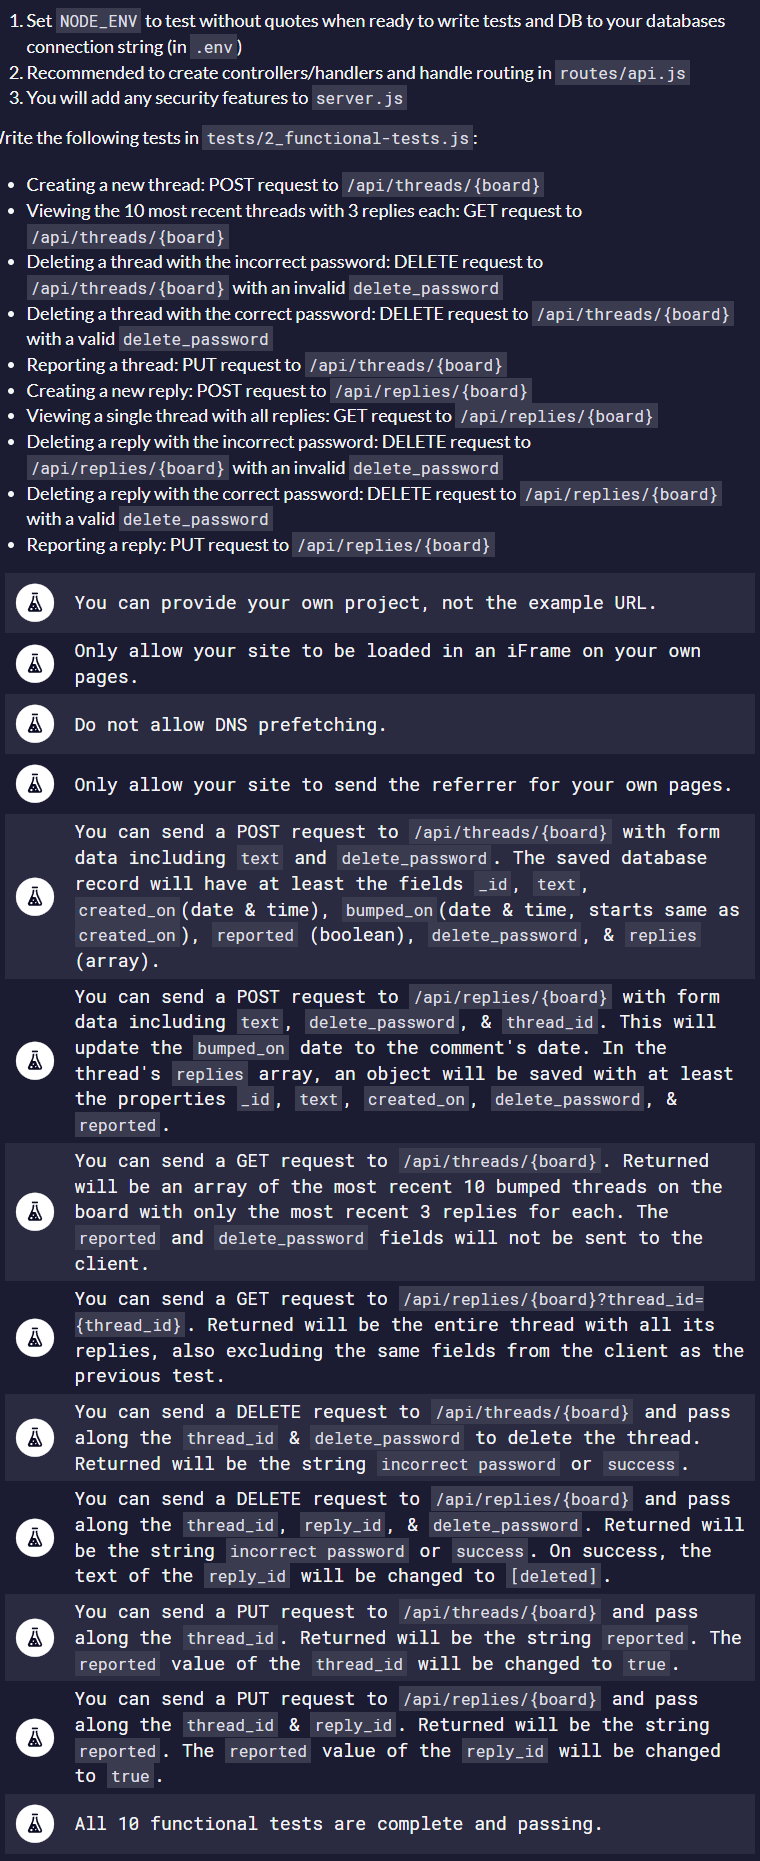 1. Set NODE_ENV to test without quotes when ready to write tests and DB to your databases
connection string (in .env)
2. Recommended to create controllers/handlers and handle routing in routes/api.js
3. You will add any security features to server.js
rite the following tests in tests/2_functional-tests.js:
• Creating a new thread: POST request to /api/threads/{board}
• Viewing the 10 most recent threads with 3 replies each: GET request to
/api/threads/{board}
• Deleting a thread with the incorrect password: DELETE request to
/api/threads/{board} with an invalid delete_password
• Deleting a thread with the correct password: DELETE request to /api/threads/{board}
with a valid delete_password
• Reporting a thread: PUT request to /api/threads/{board}
• Creating a new reply: POST request to /api/replies/{board}
• Viewing a single thread with all replies: GET request to /api/replies/{board}
• Deleting a reply with the incorrect password: DELETE request to
/api/replies/{board} with an invalid delete_password
• Deleting a reply with the correct password: DELETE request to /api/replies/{board}
with a valid delete_password
• Reporting a reply: PUT request to /api/replies/{board}
You can provide your own project, not the example URL.
Only allow your site to be loaded in an iFrame on your own
pages.
Do not allow DNS prefetching.
Only allow your site to send the referrer for your own pages.
You can send a POST request to /api/threads/{board} with form
data including text and delete_password. The saved database
record will have at least the fields _id, text,
created_on(date & time), bumped_on(date & time, starts same as
created_on), reported (boolean), delete_password, & replies
(array).
You can send a POST request to /api/replies/{board} with form
data including text, delete_password, & thread_id. This will
update the bumped_on date to the comment's date. In the
thread's replies array, an object will be saved with at least
the properties _id, text, created_on, delete_password, &
reported.
You can send a GET request to /api/threads/{board}. Returned
will be an array of the most recent 10 bumped threads on the
board with only the most recent 3 replies for each. The
reported and delete_password fields will not be sent to the
client.
You can send a GET request to /api/replies/{board}?thread_id=
{thread_id}. Returned will be the entire thread with all its
replies, also excluding the same fields from the client as the
previous test.
You can send a DELETE request to /api/threads/{board} and pass
along the thread_id & delete_password to delete the thread.
Returned will be the string incorrect password or success.
You can send a DELETE request to /api/replies/{board} and pass
along the thread_id, reply_id, & delete_password. Returned will
be the string incorrect password or success. On success, the
text of the reply_id will be changed to [deleted].
You can send a PUT request to /api/threads/{board} and pass
along the thread_id. Returned will be the string reported. The
reported value of the thread_id will be changed to true.
You can send a PUT request to /api/replies/{board} and pass
along the thread_id & reply_id. Returned will be the string
reported. The reported value of the reply_id will be changed
to true.
All 10 functional tests are complete and passing.